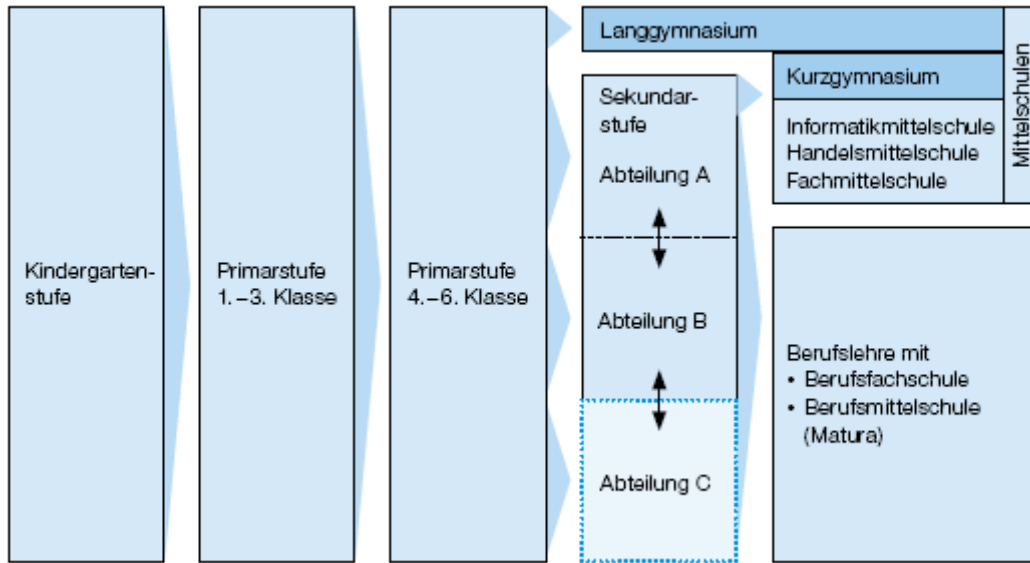 Kindergarten-
stufe
Primarstufe
1.–3. Klasse
Primarstufe
4.–6. Klasse
Langgymnasium
Sekundar-
stufe
Abteilung A
Abteilung B
Abteilung C
Kurzgymnasium
Informatikmittelschule
Handelsmittelschule
Fachmittelschule
Mittelschulen
Berufslehre mit
• Berufsfachschule
• Berufsmittelschule
(Matura)